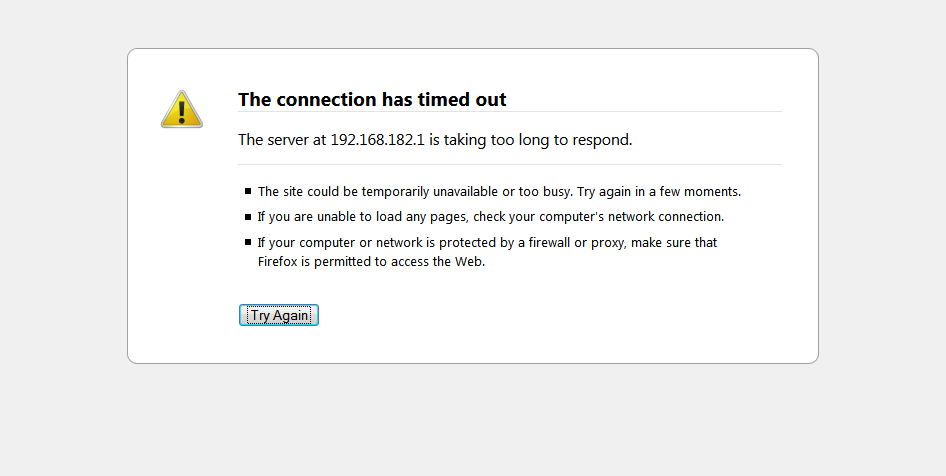 The connection has timed out
The server at 192.168.182.1 is taking too long to respond.
The site could be temporarily unavailable or too busy. Try again in a few moments.
If you are unable to load any pages, check your computer's network connection.
If your computer or network is protected by a firewall or proxy, make sure that
Firefox is permitted to access the Web.
Try Again